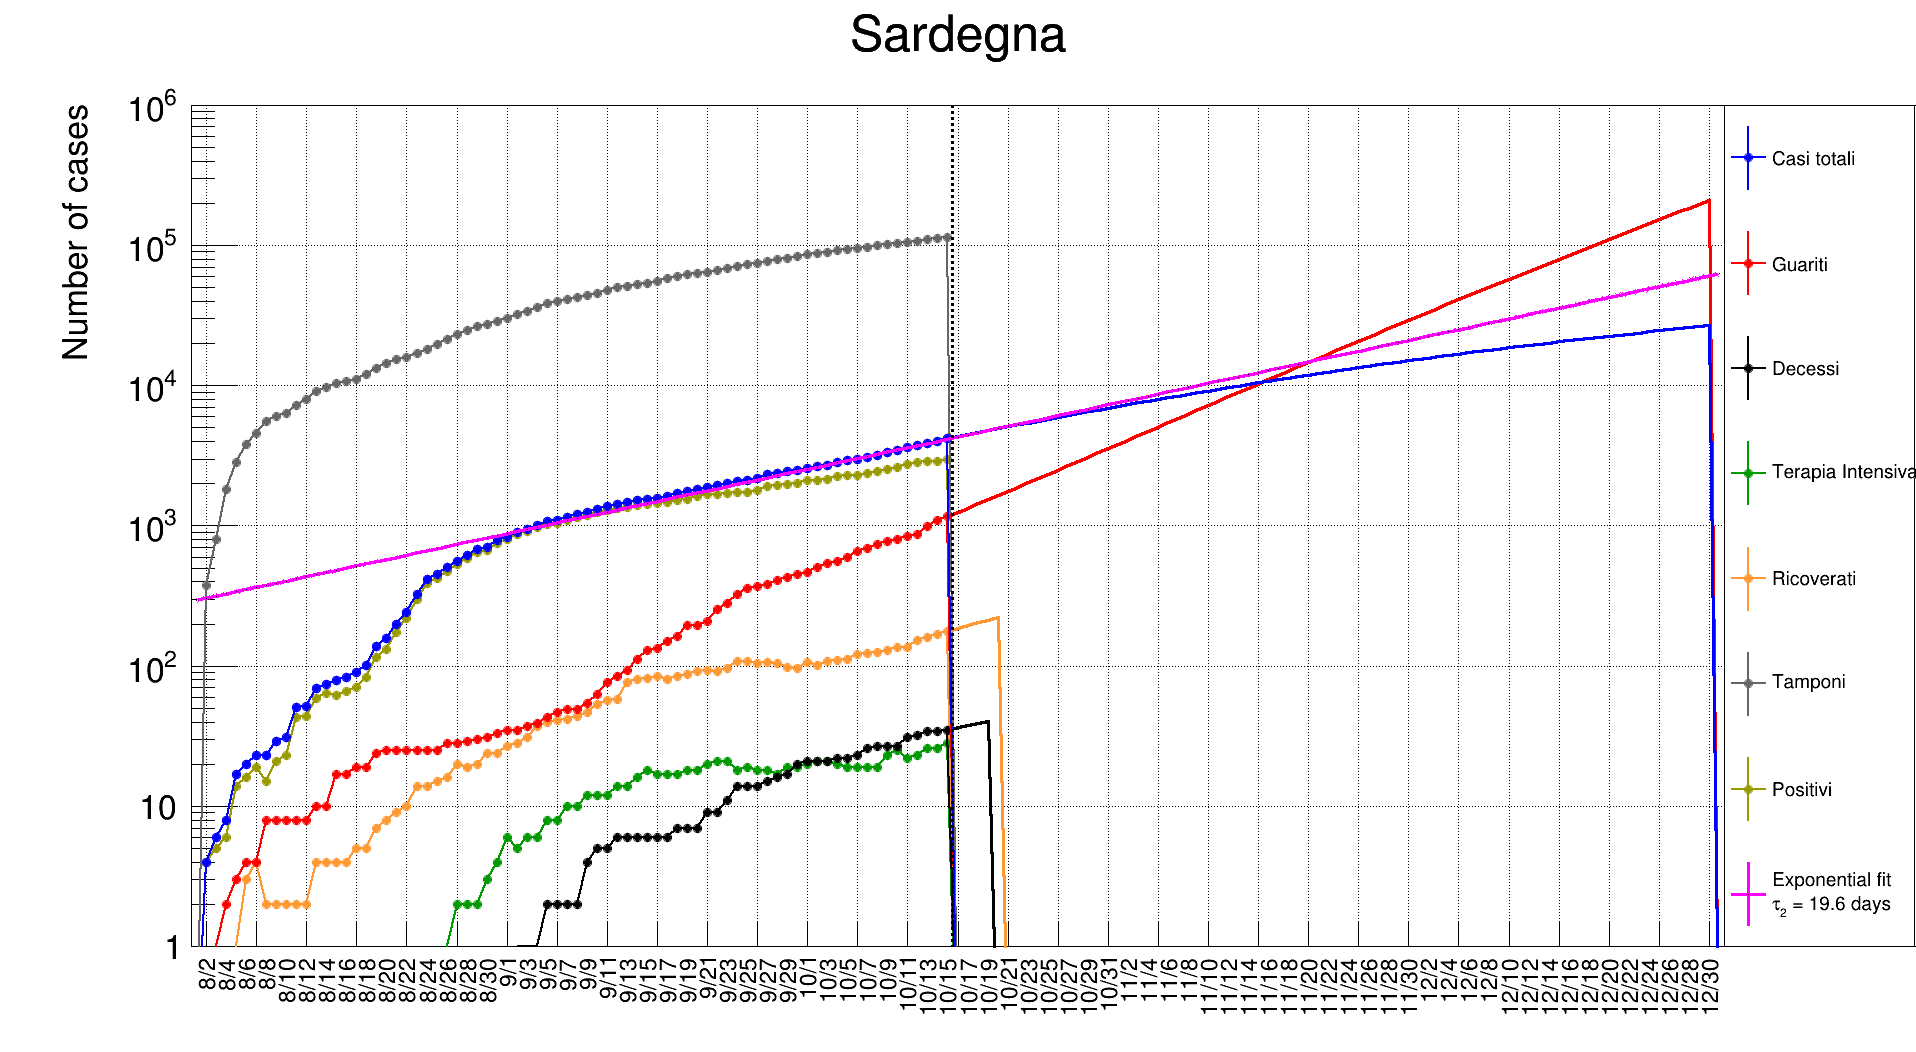 Sardegna
Number of cases
10^6
10^5
10^4
10^3
10^2
10
1
8/2 8/4 8/6 8/8 8/10 8/12 8/14 8/16 8/18 8/20 8/22 8/24 8/26 8/28 8/30 9/1 9/3 9/5 9/7 9/9 9/11 9/13 9/15 9/17 9/19 9/21 9/23 9/25 9/27 9/29 10/1 10/3 10/5 10/7 10/9 10/11 10/13 10/15 10/17 10/19 10/21 10/23 10/25 10/27 10/29 10/31 11/2 11/4 11/6 11/8 11/10 11/12 11/14 11/16 11/18 11/20 11/22 11/24 11/26 11/28 11/30 12/2 12/4 12/6 12/8 12/10 12/12 12/14 12/16 12/18 12/20 12/22 12/24 12/26 12/28 12/30
Casi totali
Guariti
Decessi
Terapia Intensiva
Ricoverati
Tamponi
Positivi
Exponential fit
τ₂ = 19.6 days